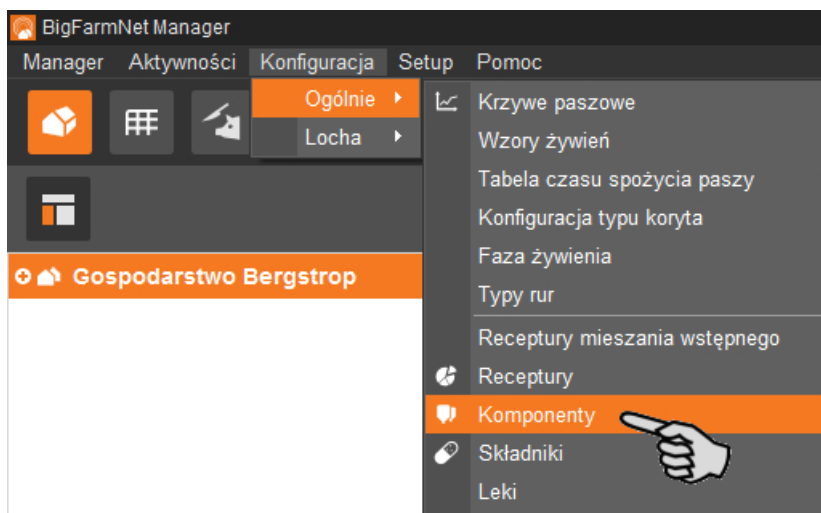 BigFarmNet Manager
Manager Aktywności Konfiguracja Setup Pomoc
Ogólnie
Locha
Krzywe paszowe
Wzory żywień
Tabela czasu spożycia paszy
Konfiguracja typu koryta
Faza żywienia
Typy rur
Receptury mieszania wstępnego
Receptury
Komponenty
Składniki
Leki
Gospodarstwo Bergstrop